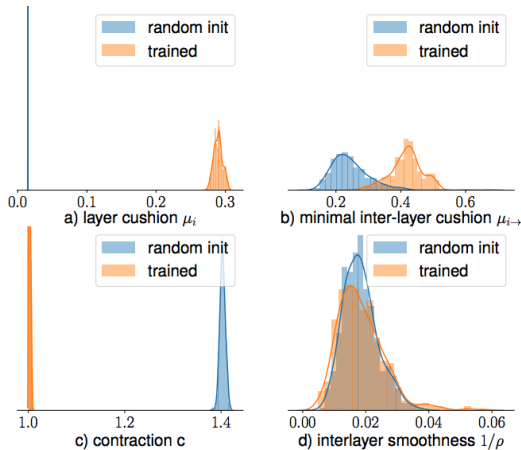 random init
trained
0.0 0.1 0.2 0.3
a) layer cushion μᵢ
random init
trained
0.2 0.4 0.6
b) minimal inter-layer cushion μᵢ→
random init
trained
1.0 1.2 1.4
c) contraction c
random init
trained
0.00 0.02 0.04 0.06
d) interlayer smoothness 1/ρ